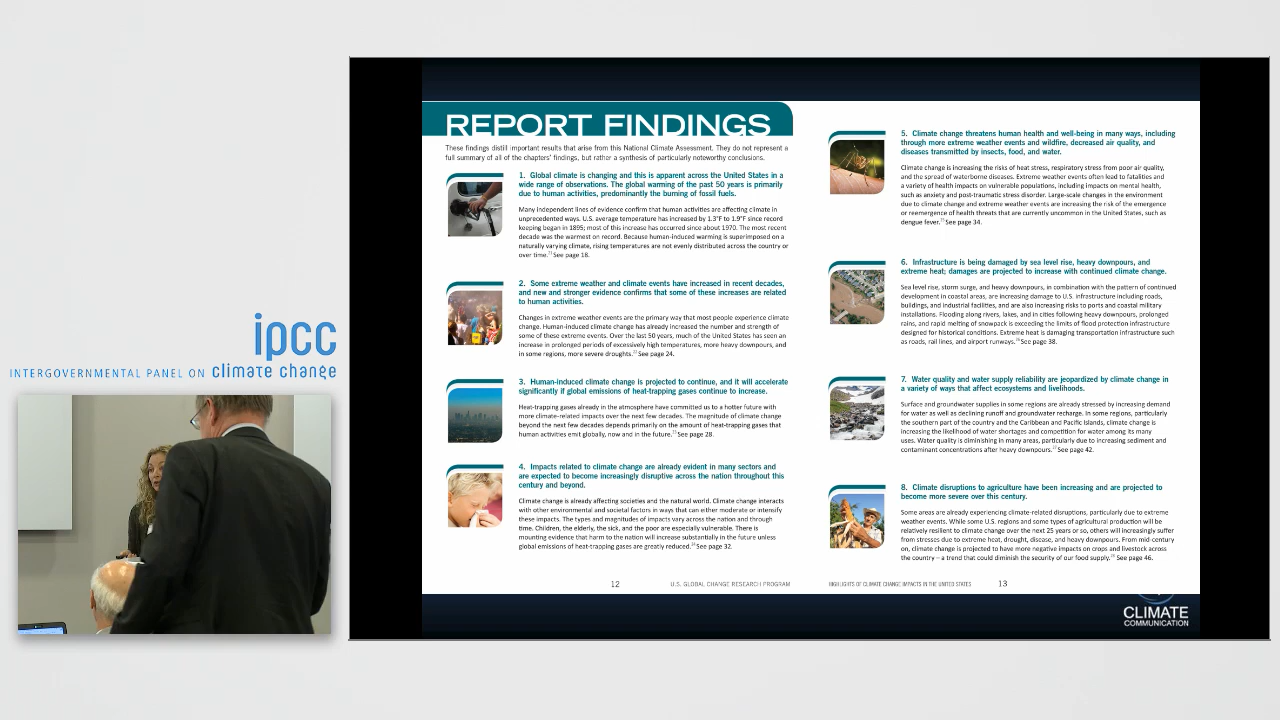 ipcc
INTERGOVERNMENTAL PANEL ON climate change
REPORT FINDINGS
These findings distill important results that arise from this National Climate Assessment. They do not represent a
full summary of all of the chapters’ findings, but rather a synthesis of particularly noteworthy conclusions.
1. Global climate is changing and this is apparent across the United States in a
wide range of observations. The global warming of the past 50 years is primarily
due to human activities, predominantly the burning of fossil fuels.
Many independent lines of evidence confirm that human activities are affecting climate in
unprecedented ways. U.S. average temperature has increased by 1.3°F to 1.9°F since record
keeping began in 1895; most of this increase has occurred since about 1970. The most recent
decade was the warmest on record. Because human-induced warming is superimposed on a
naturally varying climate, rising temperatures are not evenly distributed across the country or
over time. See page 18.
2. Some extreme weather and climate events have increased in recent decades,
and new and stronger evidence confirms that some of these increases are related
to human activities.
Changes in extreme weather events are the primary way that most people experience climate
change. Human-induced climate change has already increased the number and strength of
some of these extreme events. Over the last 50 years, much of the United States has seen an
increase in prolonged periods of excessively high temperatures, more heavy downpours, and
in some regions, more severe droughts. See page 24.
3. Human-induced climate change is projected to continue, and it will accelerate
significantly if global emissions of heat-trapping gases continue to increase.
Heat-trapping gases already in the atmosphere have committed us to a hotter future with
more climate-related impacts over the next few decades. The magnitude of climate change
beyond the next few decades depends primarily on the amount of heat-trapping gases that
human activities emit globally, now and in the future. See page 28.
4. Impacts related to climate change are already evident in many sectors and
are expected to become increasingly disruptive across the nation throughout this
century and beyond.
Climate change is already affecting societies and the natural world. Climate change interacts
with other environmental and societal factors in ways that can either moderate or intensify
these impacts. The types and magnitudes of impacts vary across the nation and through
time. Children, the elderly, the sick, and the poor are especially vulnerable. There is
mounting evidence that harm to the nation will increase substantially in the future unless
global emissions of heat-trapping gases are greatly reduced. See page 32.
12
U.S. GLOBAL CHANGE RESEARCH PROGRAM
5. Climate change threatens human health and well-being in many ways, including
through more extreme weather events and wildfire, decreased air quality, and
diseases transmitted by insects, food, and water.
Climate change is increasing the risks of heat stress, respiratory stress from poor air quality,
and the spread of waterborne diseases. Extreme weather events often lead to fatalities and
a variety of health impacts on vulnerable populations, including impacts on mental health,
such as anxiety and post-traumatic stress disorder. Large-scale changes in the environment
due to climate change and extreme weather events are increasing the risk of the emergence
or reemergence of health threats that are currently uncommon in the United States, such as
dengue fever. See page 34.
6. Infrastructure is being damaged by sea level rise, heavy downpours, and
extreme heat; damages are projected to increase with continued climate change.
Sea level rise, storm surge, and heavy downpours, in combination with the pattern of continued
development in coastal areas, are increasing damage to U.S. infrastructure including roads,
buildings, and industrial facilities, and are also increasing risks to ports and coastal military
installations. Flooding along rivers, lakes, and in cities following heavy downpours, prolonged
rains, and rapid melting of snowpack is exceeding the limits of flood protection infrastructure
designed for historical conditions. Extreme heat is damaging transportation infrastructure such
as roads, rail lines, and airport runways. See page 38.
7. Water quality and water supply reliability are jeopardized by climate change in
a variety of ways that affect ecosystems and livelihoods.
Surface and groundwater supplies in some regions are already stressed by increasing demand
for water as well as declining runoff and groundwater recharge. In some regions, particularly
the southern part of the country and the Caribbean and Pacific Islands, climate change is
increasing the likelihood of water shortages and competition for water among its many
uses. Water quality is diminishing in many areas, particularly due to increasing sediment and
contaminant concentrations after heavy downpours. See page 42.
8. Climate disruptions to agriculture have been increasing and are projected to
become more severe over this century.
Some areas are already experiencing climate-related disruptions, particularly due to extreme
weather events. While some U.S. regions and some types of agricultural production will be
relatively resilient to climate change over the next 25 years or so, others will increasingly suffer
from stresses due to extreme heat, drought, disease, and heavy downpours. From mid-century
on, climate change is projected to have more negative impacts on crops and livestock across
the country – a trend that could diminish the security of our food supply. See page 46.
HIGHLIGHTS OF CLIMATE CHANGE IMPACTS IN THE UNITED STATES
13
CLIMATE
COMMUNICATION